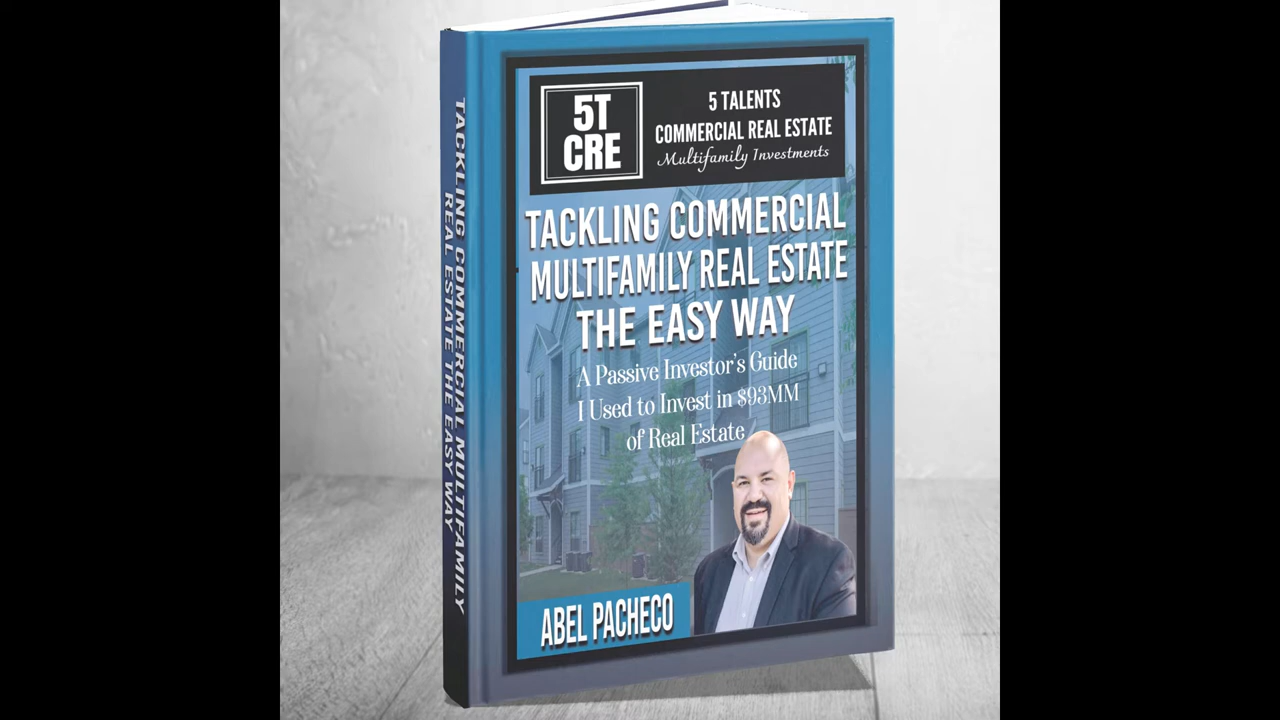 TACKLING COMMERCIAL MULTIFAMILY
REAL ESTATE THE EASY WAY
5T
CRE
5 TALENTS
COMMERCIAL REAL ESTATE
Multifamily Investments
TACKLING COMMERCIAL
MULTIFAMILY REAL ESTATE
THE EASY WAY
A Passive Investor's Guide
I Used to Invest in $93MM
of Real Estate
ABEL PACHECO